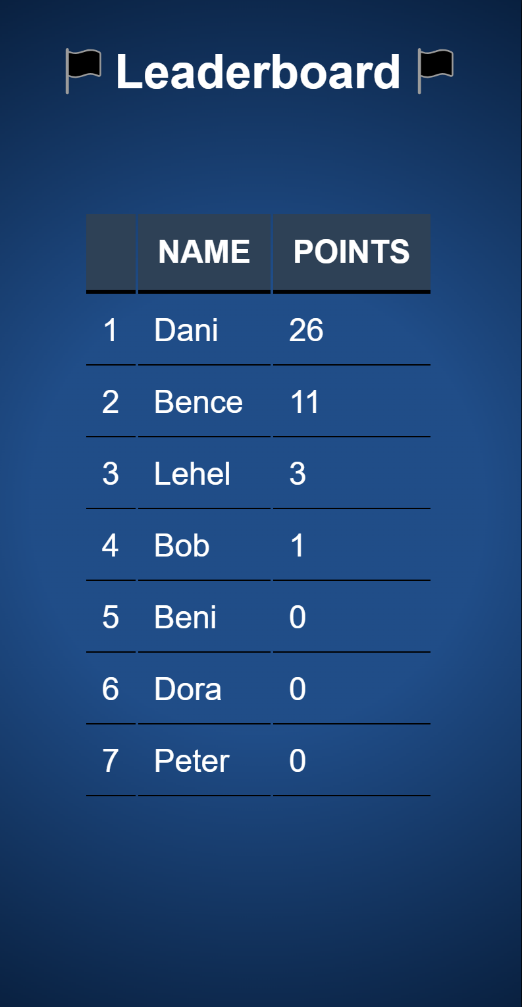 🏴 Leaderboard 🏴
NAME POINTS
1 Dani 26
2 Bence 11
3 Lehel 3
4 Bob 1
5 Beni 0
6 Dora 0
7 Peter 0